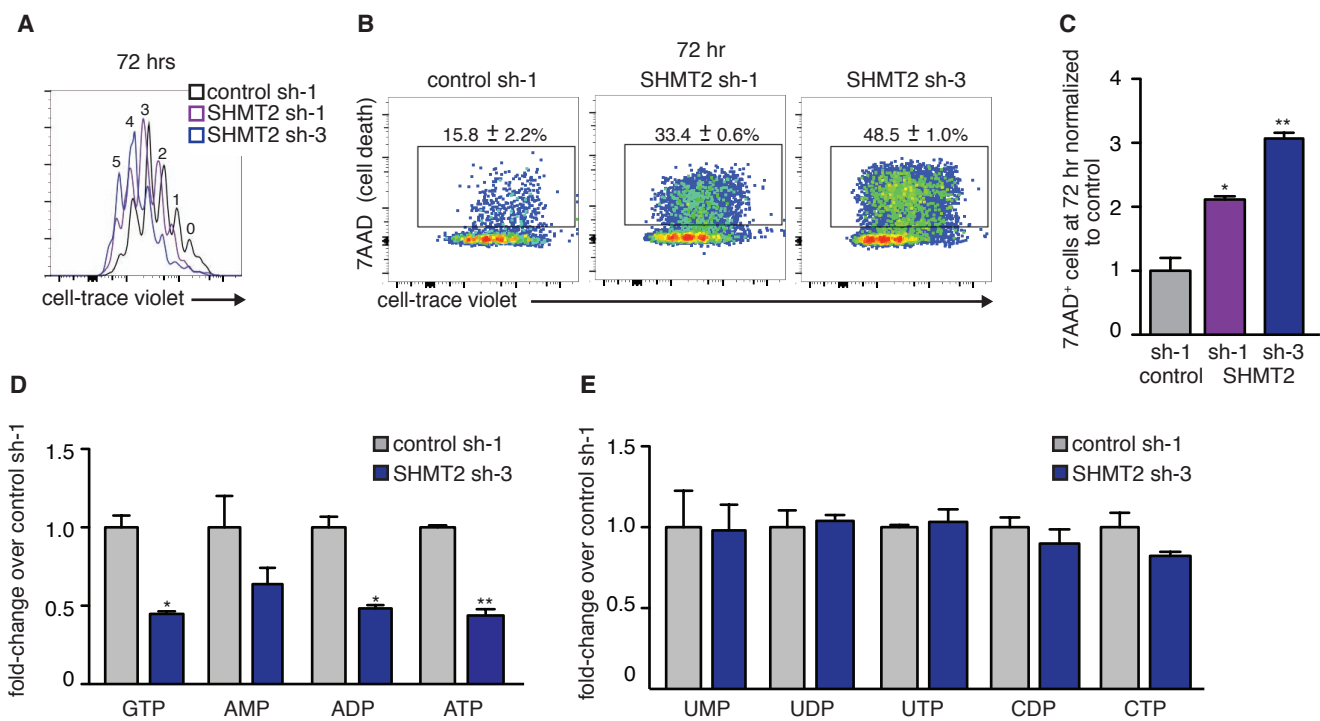 A
72 hrs
control sh-1
SHMT2 sh-1
SHMT2 sh-3
5
4
3
2
1
0
cell-trace violet
B
72 hr
control sh-1
SHMT2 sh-1
SHMT2 sh-3
15.8 ± 2.2%
33.4 ± 0.6%
48.5 ± 1.0%
7AAD (cell death)
cell-trace violet
C
7AAD⁺ cells at 72 hr normalized
to control
4
3
2
1
0
*
**
sh-1 sh-1 sh-3
control SHMT2
D
fold-change over control sh-1
control sh-1
SHMT2 sh-3
1.5
1.0
0.5
0
*
*
**
GTP AMP ADP ATP
E
fold-change over control sh-1
control sh-1
SHMT2 sh-3
1.5
1.0
0.5
0
UMP UDP UTP CDP CTP